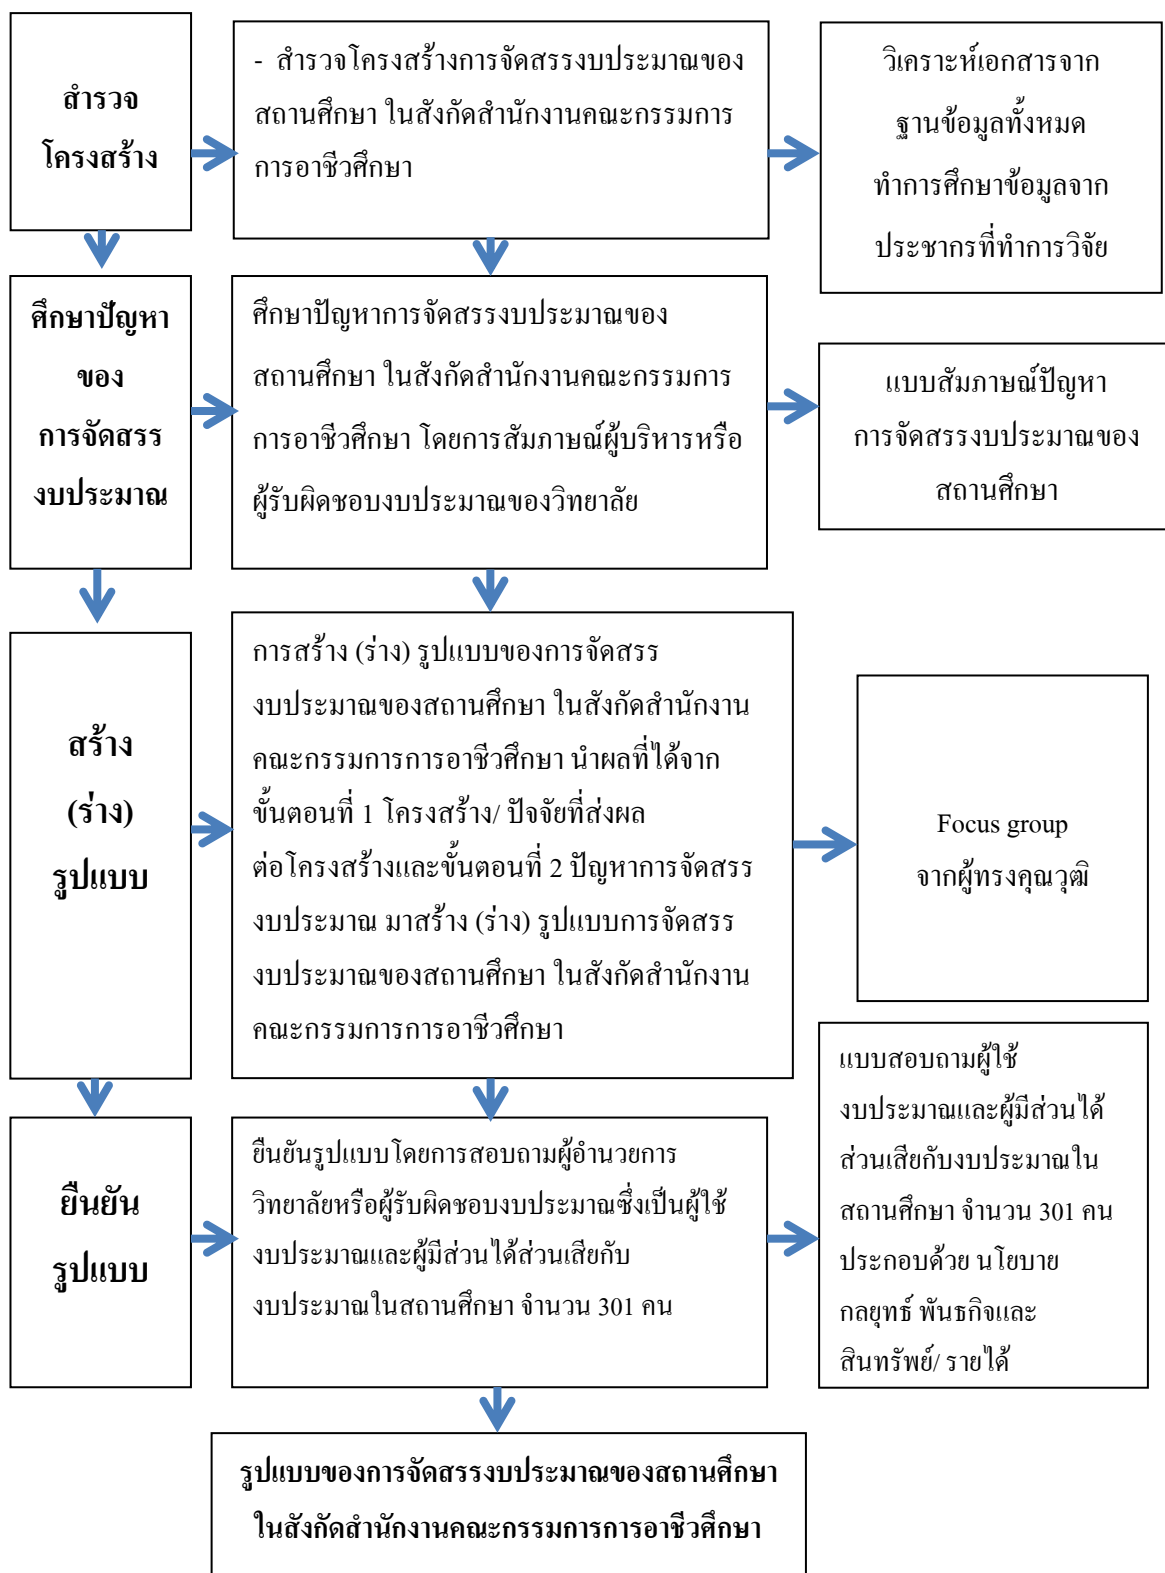 สำรวจ
โครงสร้าง
- สำรวจโครงสร้างการจัดสรรงบประมาณของ
สถานศึกษา ในสังกัดสำนักงานคณะกรรมการ
การอาชีวศึกษา
วิเคราะห์เอกสารจาก
ฐานข้อมูลทั้งหมด
ทำการศึกษาข้อมูลจาก
ประชากรที่ทำการวิจัย
ศึกษาปัญหา
ของ
การจัดสรร
งบประมาณ
ศึกษาปัญหาการจัดสรรงบประมาณของ
สถานศึกษา ในสังกัดสำนักงานคณะกรรมการ
การอาชีวศึกษา โดยการสัมภาษณ์ผู้บริหารหรือ
ผู้รับผิดชอบงบประมาณของวิทยาลัย
แบบสัมภาษณ์ปัญหา
การจัดสรรงบประมาณของ
สถานศึกษา
สร้าง
(ร่าง)
รูปแบบ
การสร้าง (ร่าง) รูปแบบของการจัดสรร
งบประมาณของสถานศึกษา ในสังกัดสำนักงาน
คณะกรรมการการอาชีวศึกษา นำผลที่ได้จาก
ขั้นตอนที่ 1 โครงสร้าง/ ปัจจัยที่ส่งผล
ต่อโครงสร้างและขั้นตอนที่ 2 ปัญหาการจัดสรร
งบประมาณ มาสร้าง (ร่าง) รูปแบบการจัดสรร
งบประมาณของสถานศึกษา ในสังกัดสำนักงาน
คณะกรรมการการอาชีวศึกษา
Focus group
จากผู้ทรงคุณวุฒิ
ยืนยัน
รูปแบบ
ยืนยันรูปแบบโดยการสอบถามผู้อำนวยการ
วิทยาลัยหรือผู้รับผิดชอบงบประมาณซึ่งเป็นผู้ใช้
งบประมาณและผู้มีส่วนได้ส่วนเสียกับ
งบประมาณในสถานศึกษา จำนวน 301 คน
แบบสอบถามผู้ใช้
งบประมาณและผู้มีส่วนได้
ส่วนเสียกับงบประมาณใน
สถานศึกษา จำนวน 301 คน
ประกอบด้วย นโยบาย
กลยุทธ์ พันธกิจและ
สินทรัพย์/ รายได้
รูปแบบของการจัดสรรงบประมาณของสถานศึกษา
ในสังกัดสำนักงานคณะกรรมการการอาชีวศึกษา